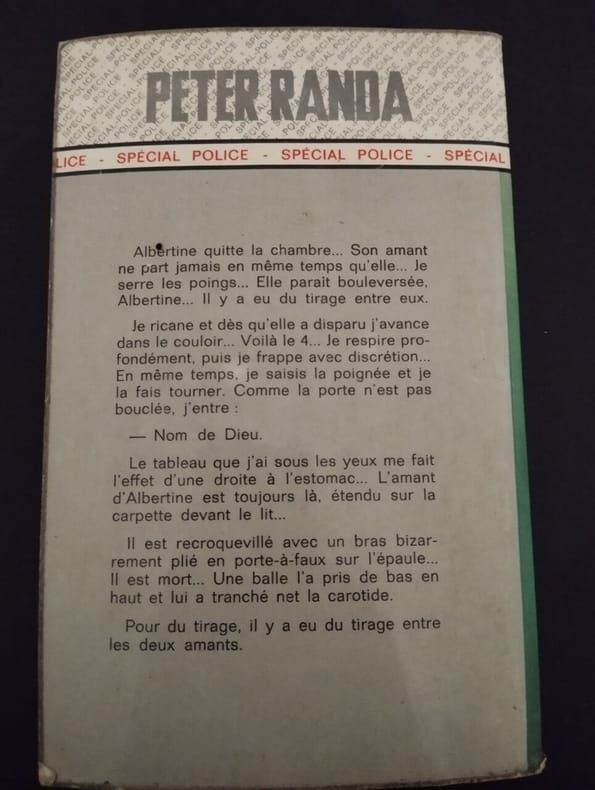 PETER RANDA
LICE - SPÉCIAL POLICE - SPÉCIAL POLICE - SPÉCIAL
Albertine quitte la chambre... Son amant
ne part jamais en même temps qu'elle... Je
serre les poings... Elle paraît bouleversée,
Albertine... Il y a eu du tirage entre eux.
Je ricane et dès qu'elle a disparu j'avance
dans le couloir... Voilà le 4... Je respire pro-
fondément, puis je frappe avec discrétion...
En même temps, je saisis la poignée et je
la fais tourner. Comme la porte n'est pas
bouclée, j'entre :
— Nom de Dieu.
Le tableau que j'ai sous les yeux me fait
l'effet d'une droite à l'estomac... L'amant
d'Albertine est toujours là, étendu sur la
carpette devant le lit...
Il est recroquevillé avec un bras bizar-
rement plié en porte-à-faux sur l'épaule...
Il est mort... Une balle l'a pris de bas en
haut et lui a tranché net la carotide.
Pour du tirage, il y a eu du tirage entre
les deux amants.